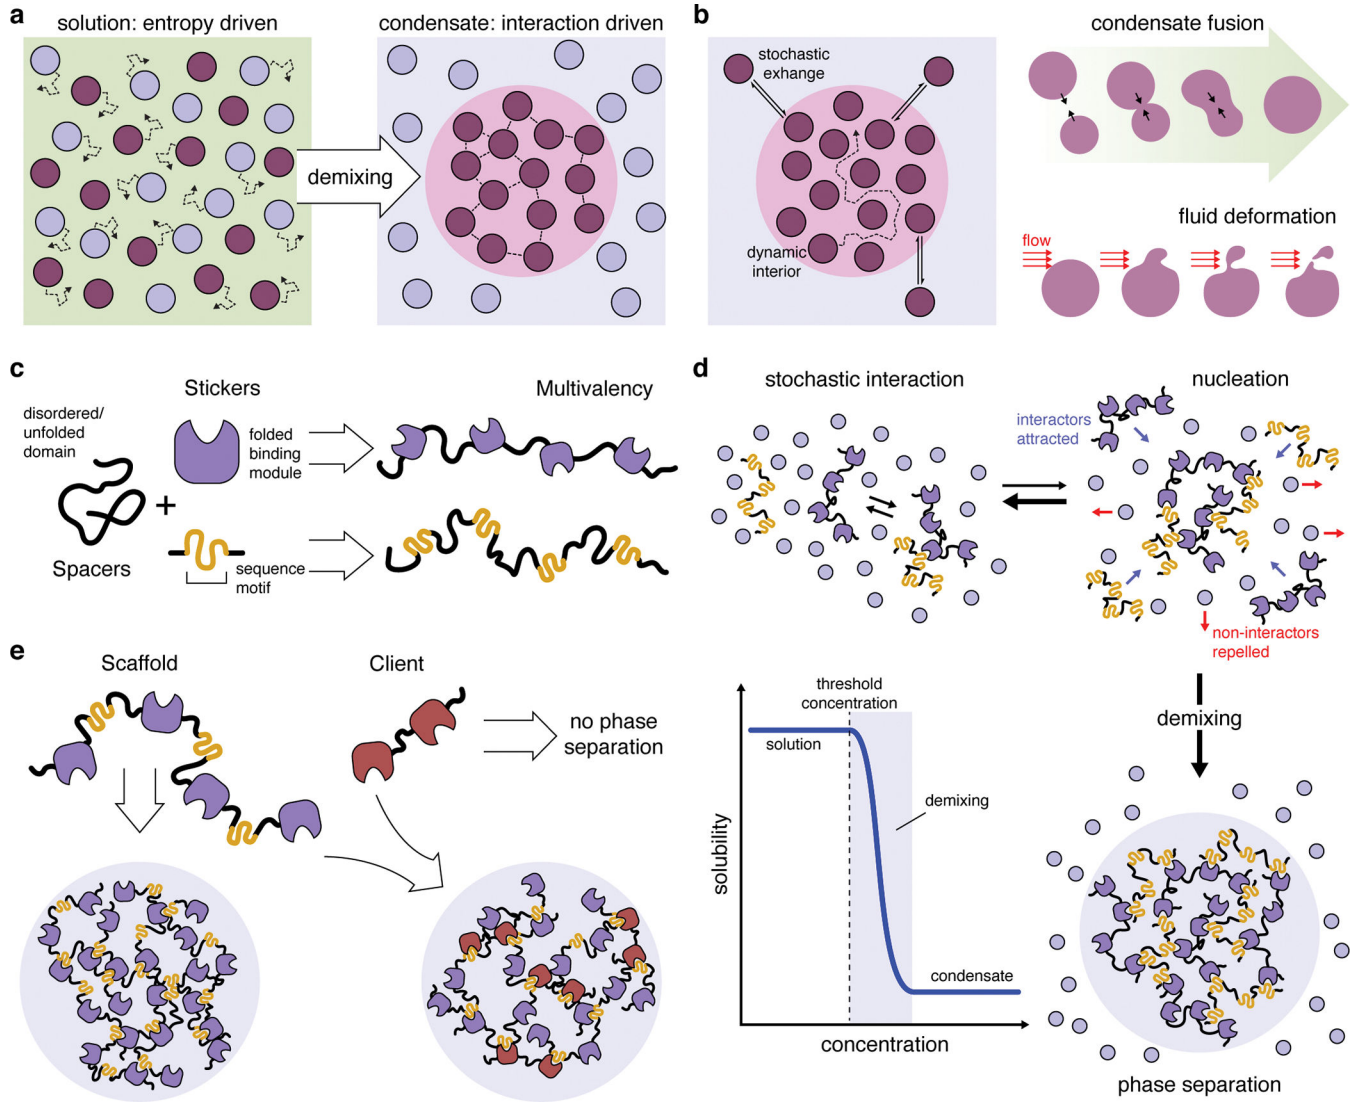 a
solution: entropy driven
condensate: interaction driven
demixing
b
stochastic
exhange
dynamic
interior
condensate fusion
fluid deformation
flow
c
Stickers
Multivalency
disordered/
unfolded
domain
folded
binding
module
+
Spacers
sequence
motif
d
stochastic interaction
nucleation
interactors
attracted
non-interactors
repelled
demixing
threshold
concentration
solution
demixing
condensate
solubility
concentration
phase separation
e
Scaffold
Client
no phase
separation